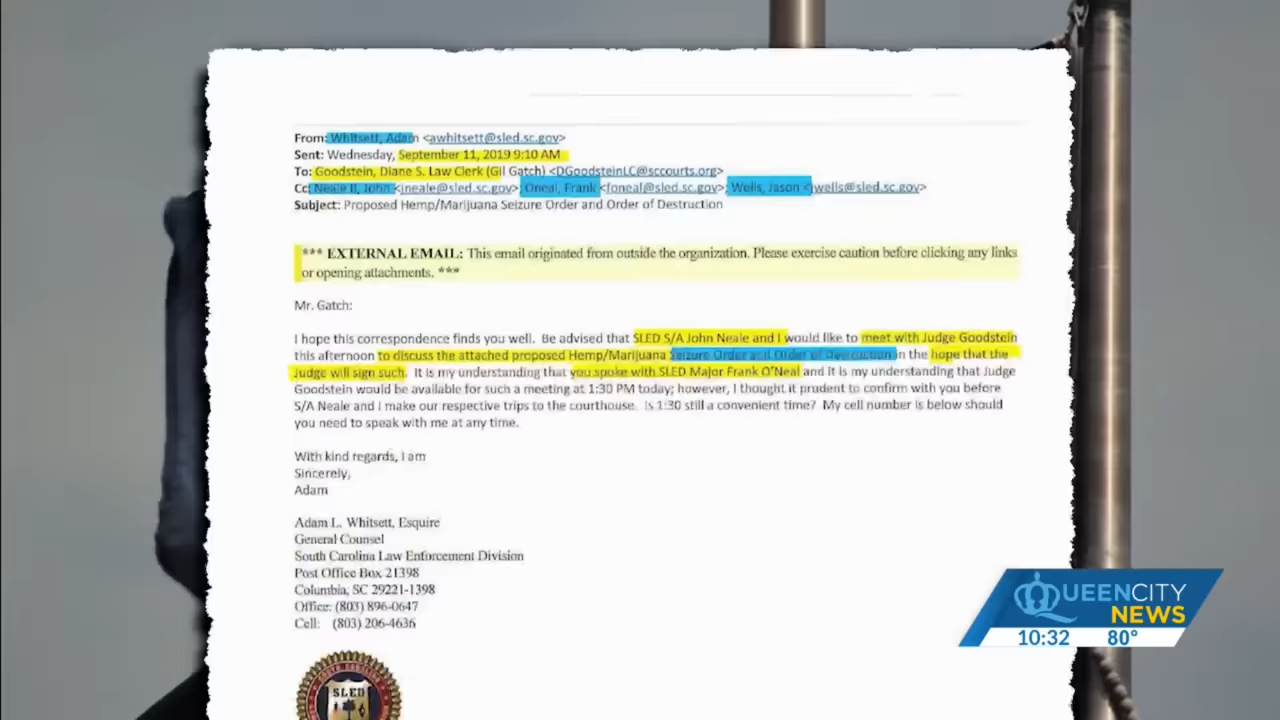 From: Whitsett, Adam <awhitsett@sled.sc.gov>
Sent: Wednesday, September 11, 2019 9:10 AM
To: Goodstein, Diane S. Law Clerk (Gil Gatch) <DGoodsteinLC@sccourts.org>
Cc: Neale II, John <jneale@sled.sc.gov>; Oneal, Frank <foneal@sled.sc.gov>; Wells, Jason <jwells@sled.sc.gov>
Subject: Proposed Hemp/Marijuana Seizure Order and Order of Destruction
*** EXTERNAL EMAIL: This email originated from outside the organization. Please exercise caution before clicking any links
or opening attachments. ***
Mr. Gatch:
I hope this correspondence finds you well. Be advised that SLED S/A John Neale and I would like to meet with Judge Goodstein
this afternoon to discuss the attached proposed Hemp/Marijuana Seizure Order and Order of Destruction in the hope that the
Judge will sign such. It is my understanding that you spoke with SLED Major Frank O'Neal and it is my understanding that Judge
Goodstein would be available for such a meeting at 1:30 PM today; however, I thought it prudent to confirm with you before
S/A Neale and I make our respective trips to the courthouse. Is 1:30 still a convenient time? My cell number is below should
you need to speak with me at any time.
With kind regards, I am
Sincerely,
Adam
Adam L. Whitsett, Esquire
General Counsel
South Carolina Law Enforcement Division
Post Office Box 21398
Columbia, SC 29221-1398
Office: (803) 896-0647
Cell: (803) 206-4636
SLED
QUEEN CITY
NEWS
10:32 80°